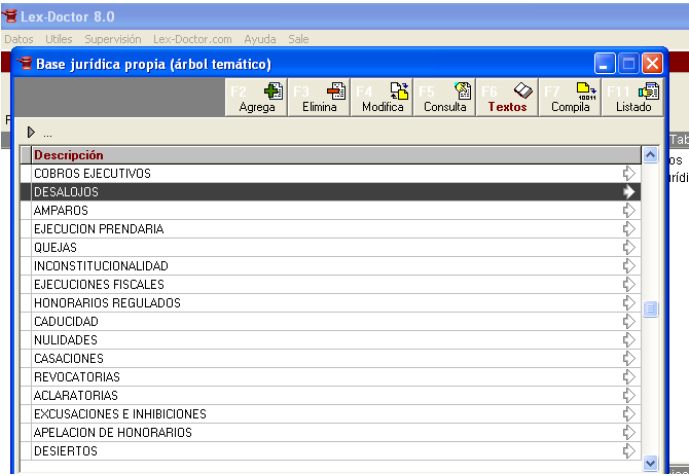 Lex-Doctor 8.0
Datos Utiles Supervisión Lex-Doctor.com Ayuda Sale
Base jurídica propia (árbol temático)
F2 F3 F4 F5 F6 F7 F11
Agrega Elimina Modifica Consulta Textos Compila Listado
...
Descripción
COBROS EJECUTIVOS
DESALOJOS
AMPAROS
EJECUCION PRENDARIA
QUEJAS
INCONSTITUCIONALIDAD
EJECUCIONES FISCALES
HONORARIOS REGULADOS
CADUCIDAD
NULIDADES
CASACIONES
REVOCATORIAS
ACLARATORIAS
EXCUSACIONES E INHIBICIONES
APELACION DE HONORARIOS
DESIERTOS